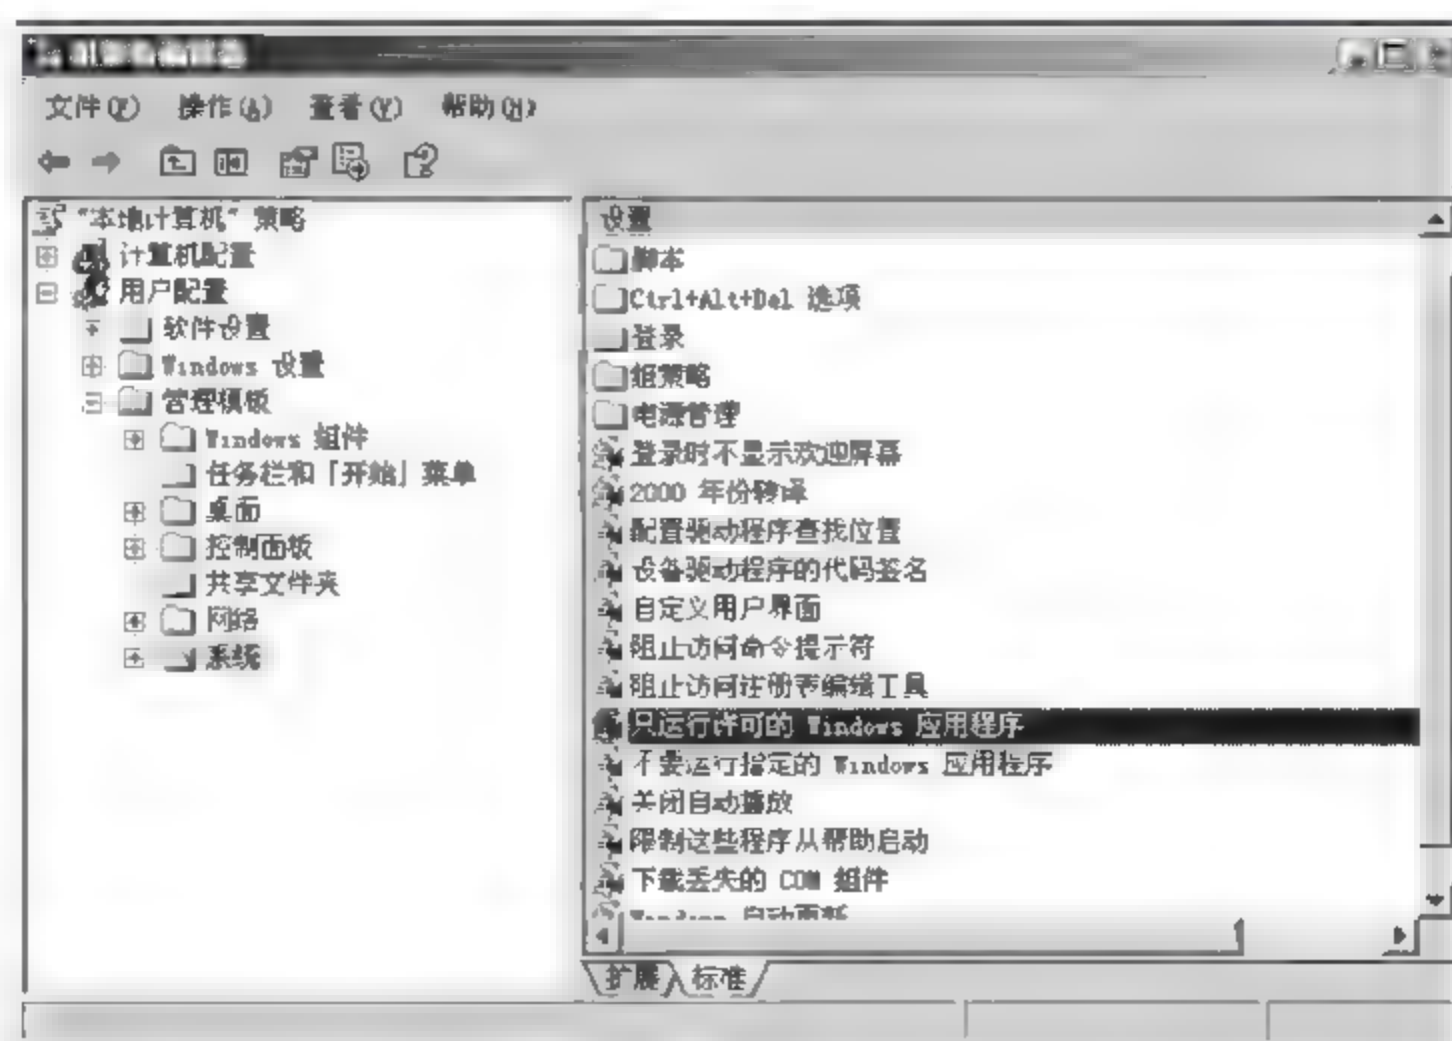 文件(F) 操作(A) 查看(V) 帮助(H)
“本地计算机” 策略
计算机配置
用户配置
软件设置
Windows 设置
管理模板
Windows 组件
任务栏和「开始」菜单
桌面
控制面板
共享文件夹
网络
系统
设置
脚本
Ctrl+Alt+Del 选项
登录
组策略
电源管理
登录时不显示欢迎屏幕
2000 年份转译
配置驱动程序查找位置
设备驱动程序的代码签名
自定义用户界面
阻止访问命令提示符
阻止访问注册表编辑工具
只运行许可的 Windows 应用程序
不要运行指定的 Windows 应用程序
关闭自动播放
限制这些程序从帮助启动
下载丢失的 COM 组件
Windows 自动更新
扩展 标准